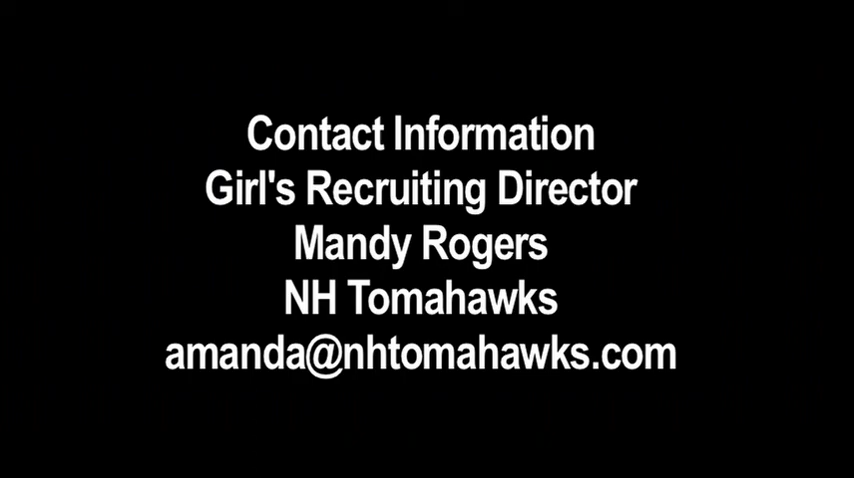 Contact Information
Girl's Recruiting Director
Mandy Rogers
NH Tomahawks
amanda@nhtomahawks.com